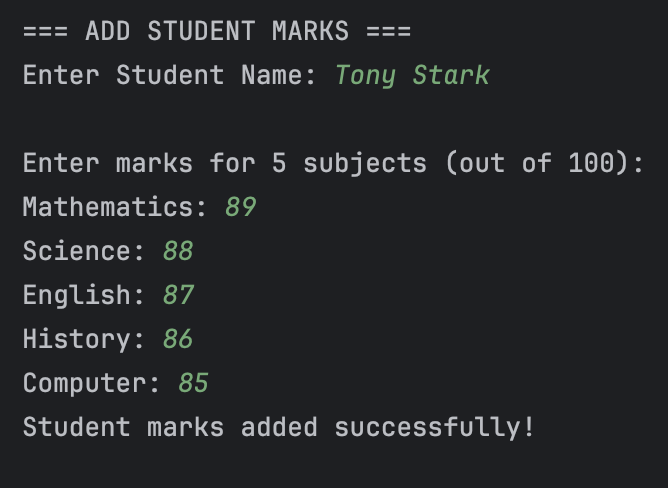 === ADD STUDENT MARKS ===
Enter Student Name: Tony Stark
Enter marks for 5 subjects (out of 100):
Mathematics: 89
Science: 88
English: 87
History: 86
Computer: 85
Student marks added successfully!